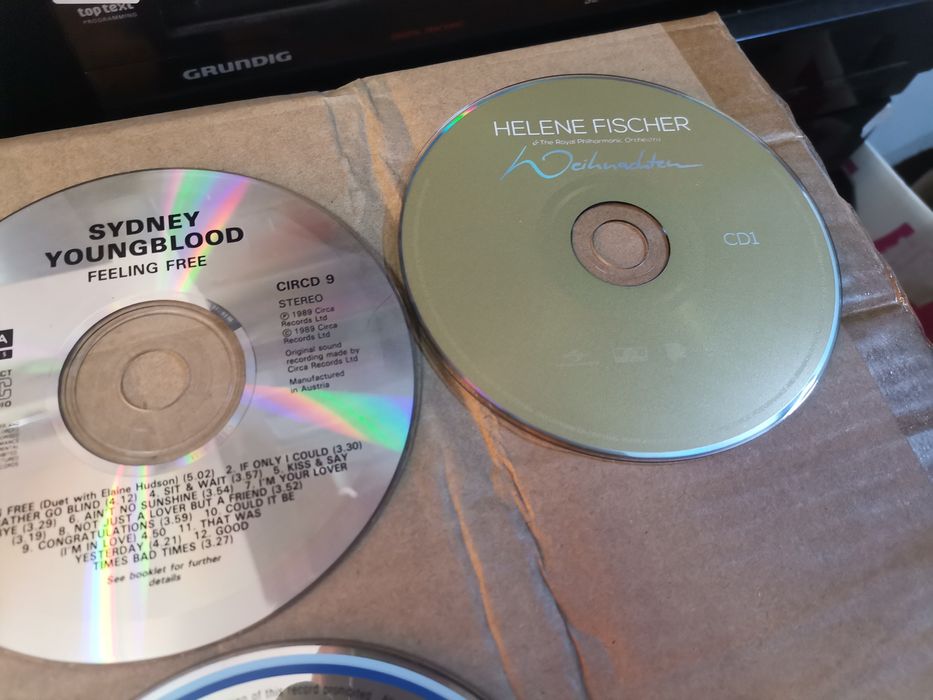 top text
PROGRAMMING
GRUNDIG
HELENE FISCHER
& The Royal Philharmonic Orchestra
Weihnachten
CD1
SYDNEY
YOUNGBLOOD
FEELING FREE
CIRCD 9
STEREO
Ⓟ 1989 Circa
Records Ltd
© 1989 Circa
Records Ltd
Original sound
recording made by
Circa Records Ltd
Manufactured
in Austria
FREE (Duet with Elaine Hudson) (5.02) 2. IF ONLY I COULD (3.30)
ATHER GO BLIND (4.12) 4. SIT & WAIT (3.57) 5. KISS & SAY
YE (3.29) 6. AIN'T NO SUNSHINE (3.54) 7. I'M YOUR LOVER
(3.19) 8. NOT JUST A LOVER BUT A FRIEND (3.52)
9. CONGRATULATIONS (3.59) 10. COULD IT BE
(I'M IN LOVE) 4.50 11. THAT WAS
YESTERDAY (4.21) 12. GOOD
TIMES BAD TIMES (3.27)
See booklet for further
details
of this record prohibited